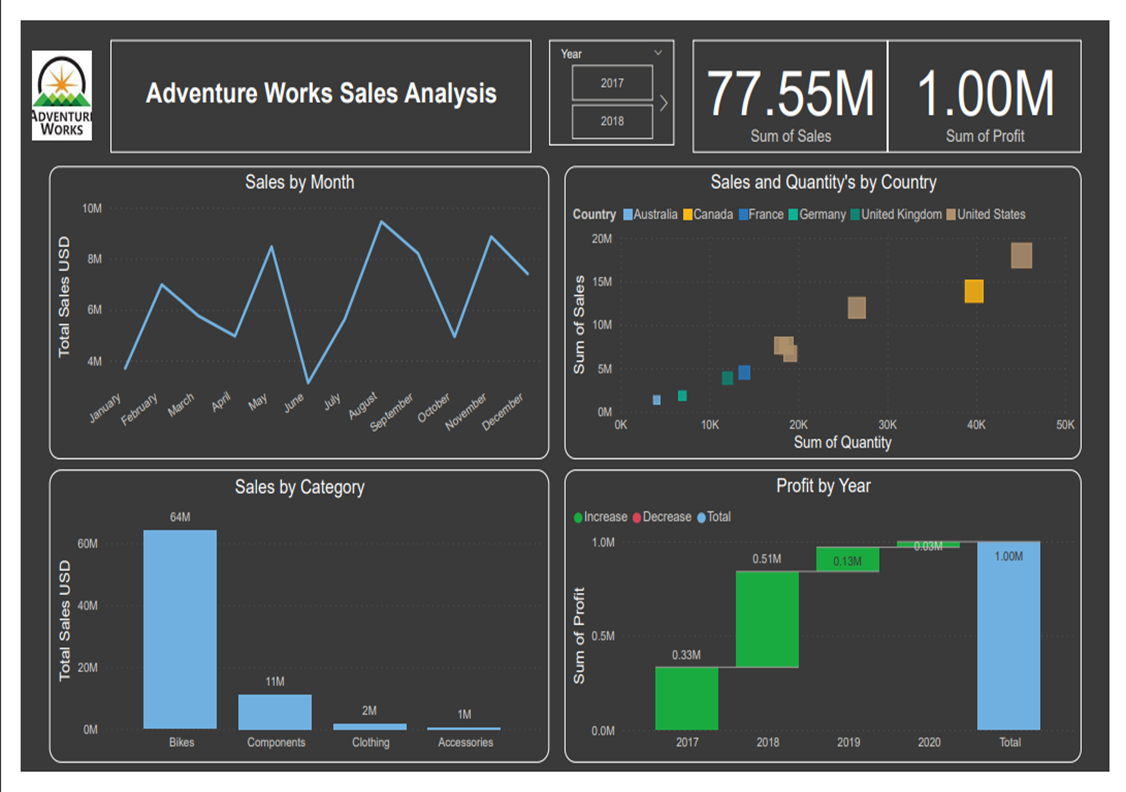 ADVENTURE
WORKS
Adventure Works Sales Analysis
Year
2017
2018
77.55M
Sum of Sales
1.00M
Sum of Profit
Sales by Month
Total Sales USD
10M
8M
6M
4M
January February March April May June July August September October November December
Sales and Quantity's by Country
Country Australia Canada France Germany United Kingdom United States
Sum of Sales
20M
15M
10M
5M
0M
0K 10K 20K 30K 40K 50K
Sum of Quantity
Sales by Category
Total Sales USD
60M
40M
20M
0M
64M
11M
2M
1M
Bikes Components Clothing Accessories
Profit by Year
Increase Decrease Total
Sum of Profit
1.0M
0.5M
0.0M
0.33M
0.51M
0.13M
0.03M
1.00M
2017 2018 2019 2020 Total